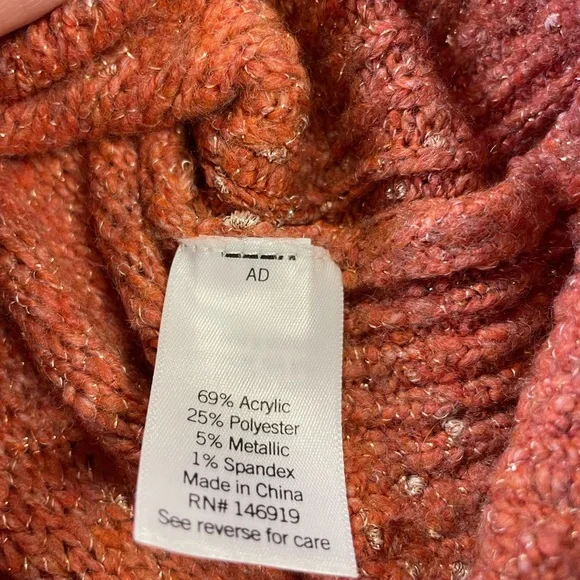 AD
69% Acrylic
25% Polyester
5% Metallic
1% Spandex
Made in China
RN# 146919
See reverse for care